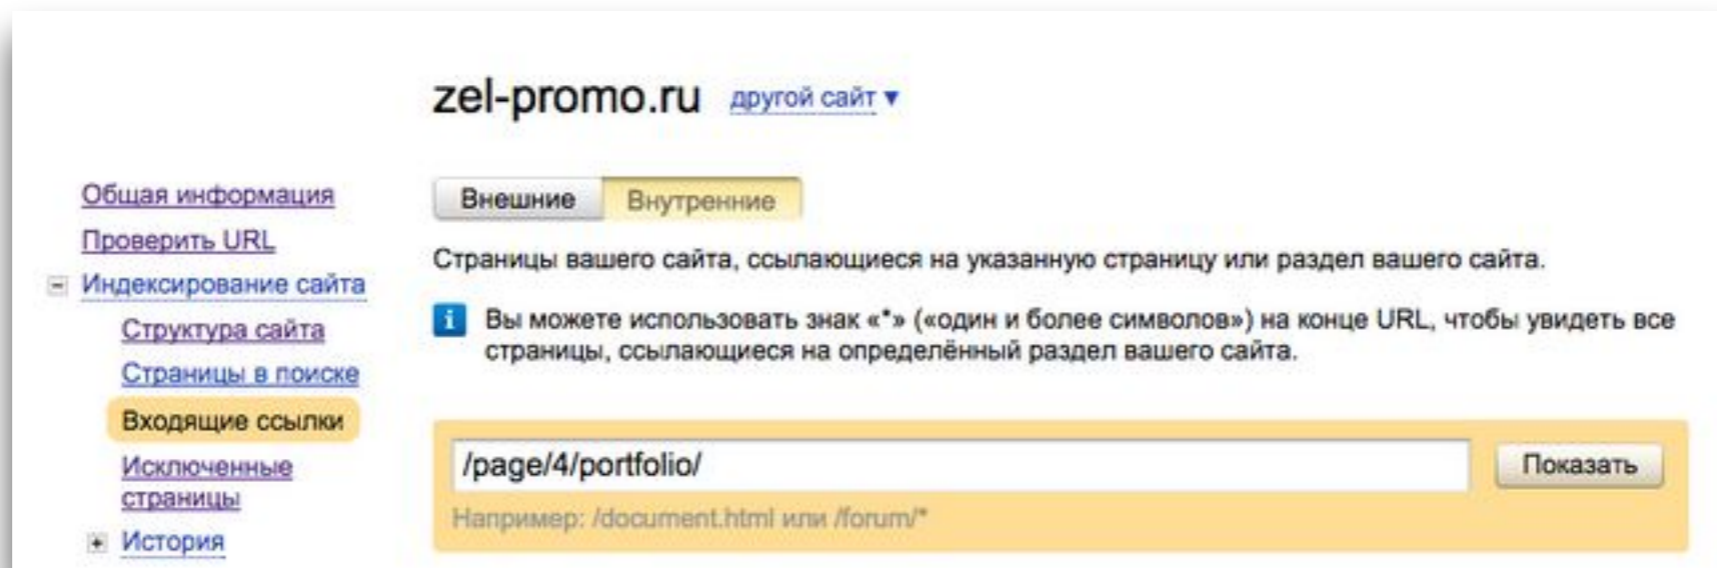 zel-promo.ru другой сайт ▼
Общая информация
Проверить URL
Индексирование сайта
Структура сайта
Страницы в поиске
Входящие ссылки
Исключенные
страницы
История
Внешние Внутренние
Страницы вашего сайта, ссылающиеся на указанную страницу или раздел вашего сайта.
Вы можете использовать знак «*» («один и более символов») на конце URL, чтобы увидеть все
страницы, ссылающиеся на определённый раздел вашего сайта.
/page/4/portfolio/ Показать
Например: /document.html или /forum/*